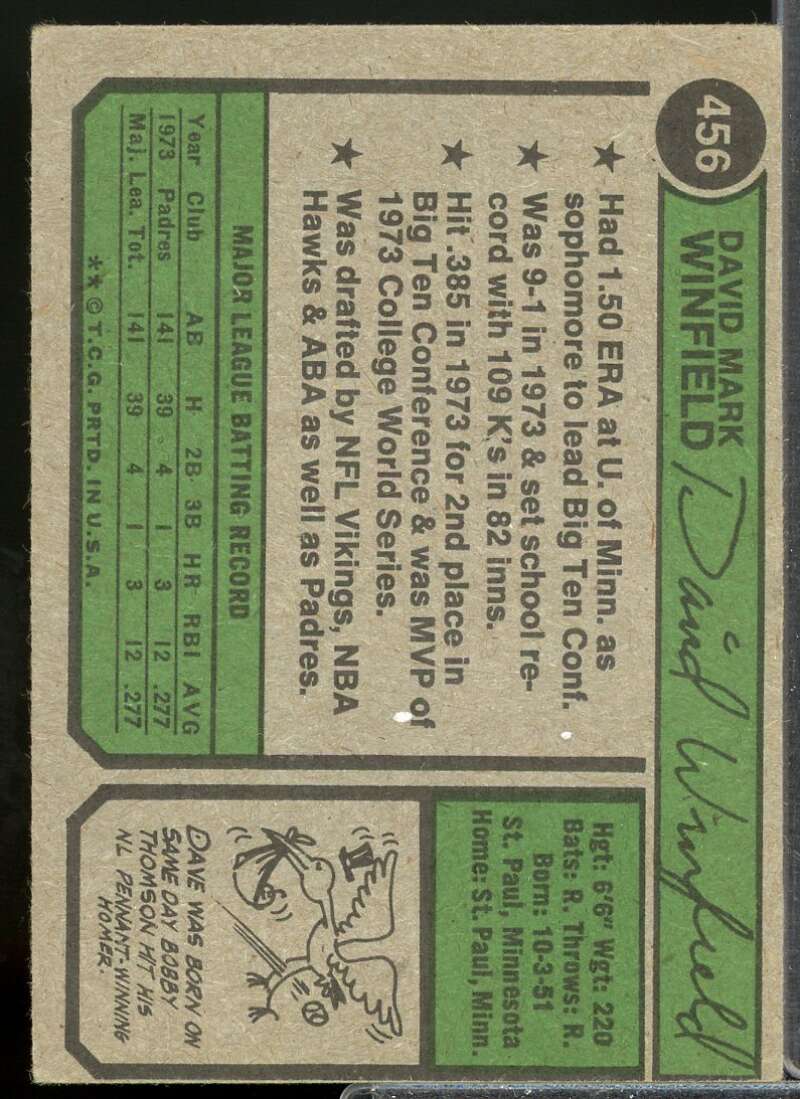 456
DAVID MARK
WINFIELD
David Winfield
★ Had 1.50 ERA at U. of Minn. as
sophomore to lead Big Ten Conf.
★ Was 9-1 in 1973 & set school re-
cord with 109 K's in 82 inns.
★ Hit .385 in 1973 for 2nd place in
Big Ten Conference & was MVP of
1973 College World Series.
★ Was drafted by NFL Vikings, NBA
Hawks & ABA as well as Padres.
Hgt: 6'6" Wgt: 220
Bats: R. Throws: R.
Born: 10-3-51
St. Paul, Minnesota
Home: St. Paul, Minn.
MAJOR LEAGUE BATTING RECORD
Year Club AB H 2B 3B HR RBI AVG
1973 Padres 141 39 4 1 3 12 .277
Maj. Lea. Tot. 141 39 4 1 3 12 .277
** © T.C.G. PRTD. IN U.S.A.
DAVE WAS BORN ON
SAME DAY BOBBY
THOMSON HIT HIS
NL PENNANT-WINNING
HOMER.